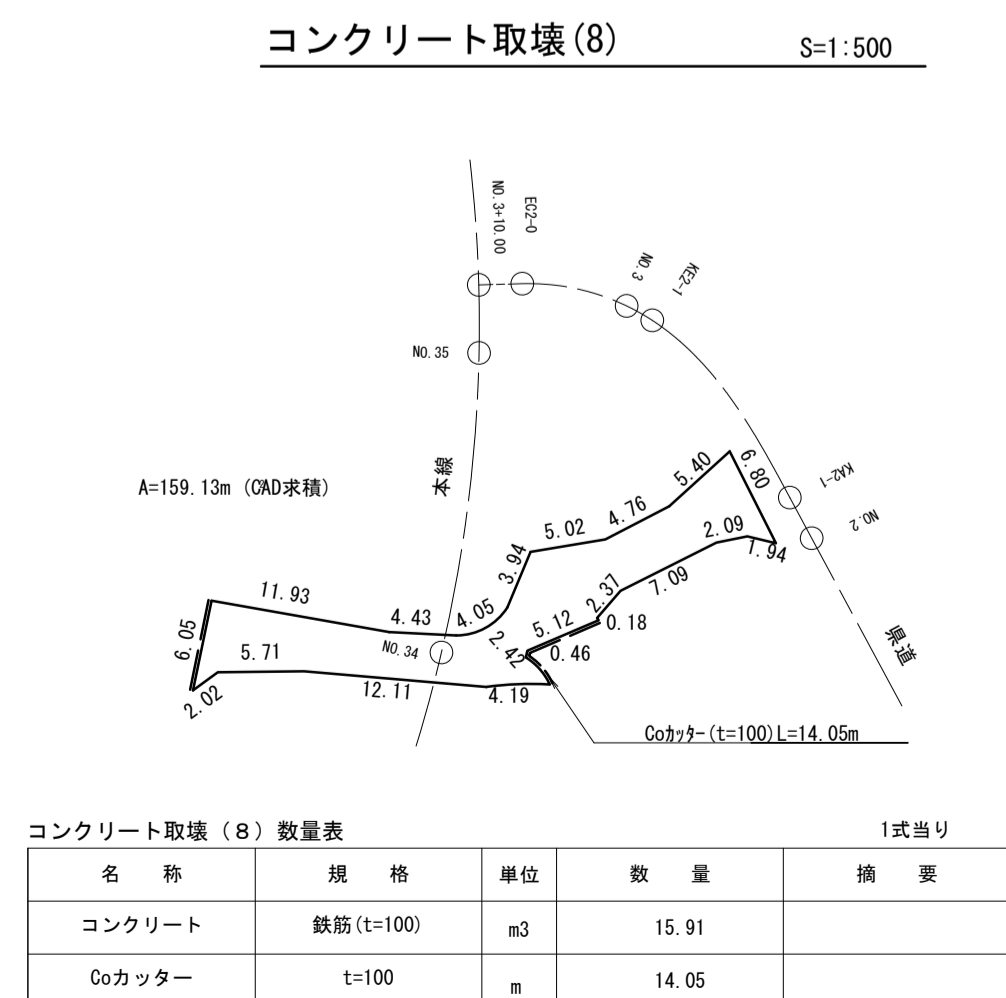 コンクリート取壊(8) S=1:500
NO.3+10.00
EC2-0
NO.3
KE2-1
NO.35
本線
A=159.13m (CAD求積)
5.40
6.80
KA2-1
NO.2
4.76
5.02
2.09
1.94
3.94
7.09
11.93
2.37
4.43
4.05
5.12
0.18
6.05
5.71
NO.34
2.42
0.46
県道
2.02
12.11
4.19
Coカッター(t=100)L=14.05m
コンクリート取壊(8)数量表 1式当り
名 称 規 格 単位 数 量 摘 要
コンクリート 鉄筋(t=100) m3 15.91
Coカッター t=100 m 14.05